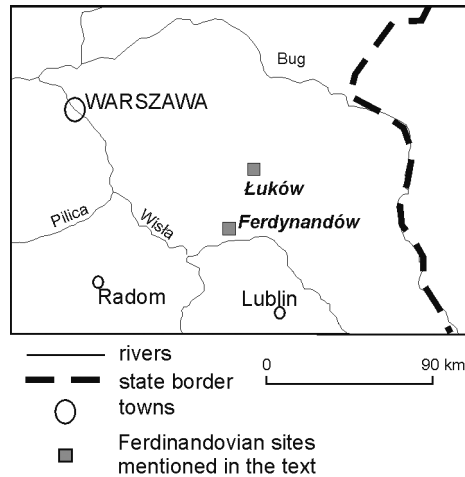 Bug
WARSZAWA
Łuków
Pilica
Wisła
Ferdynandów
Radom
Lublin
rivers
state border
0 90 km
towns
Ferdinandovian sites
mentioned in the text